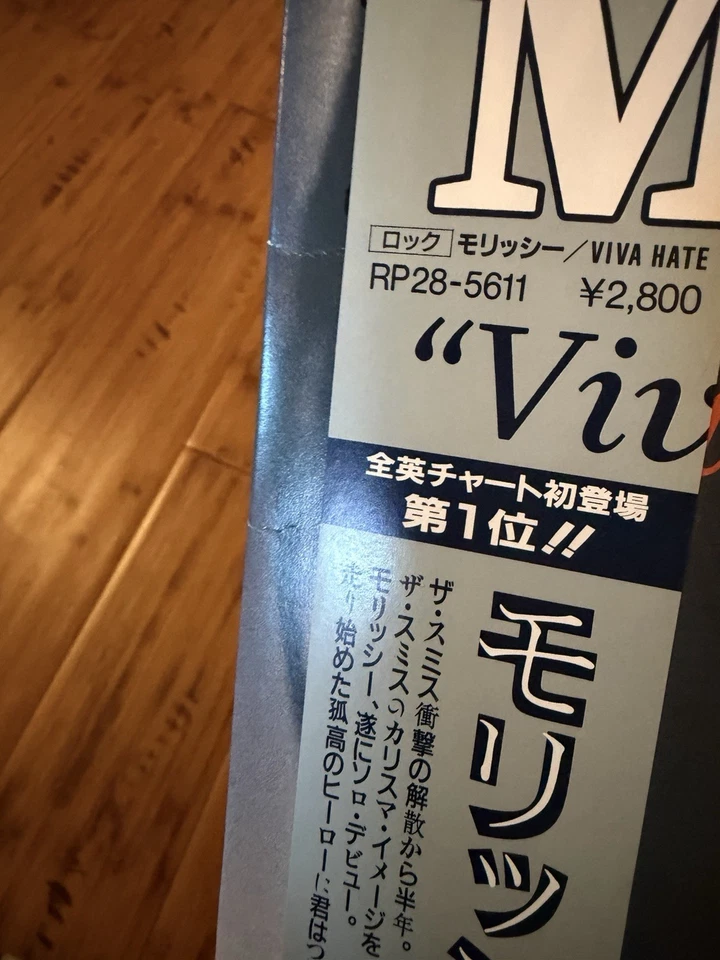 M
ロック モリッシー／VIVA HATE
RP28-5611 ¥2,800
“Viv
全英チャート初登場
第1位!!
モリッシ
ザ・スミス衝撃の解散から半年。
ザ・スミスのカリスマ・イメージを
モリッシー、遂にソロ・デビュー。
走り始めた孤高のヒーローに君はつ